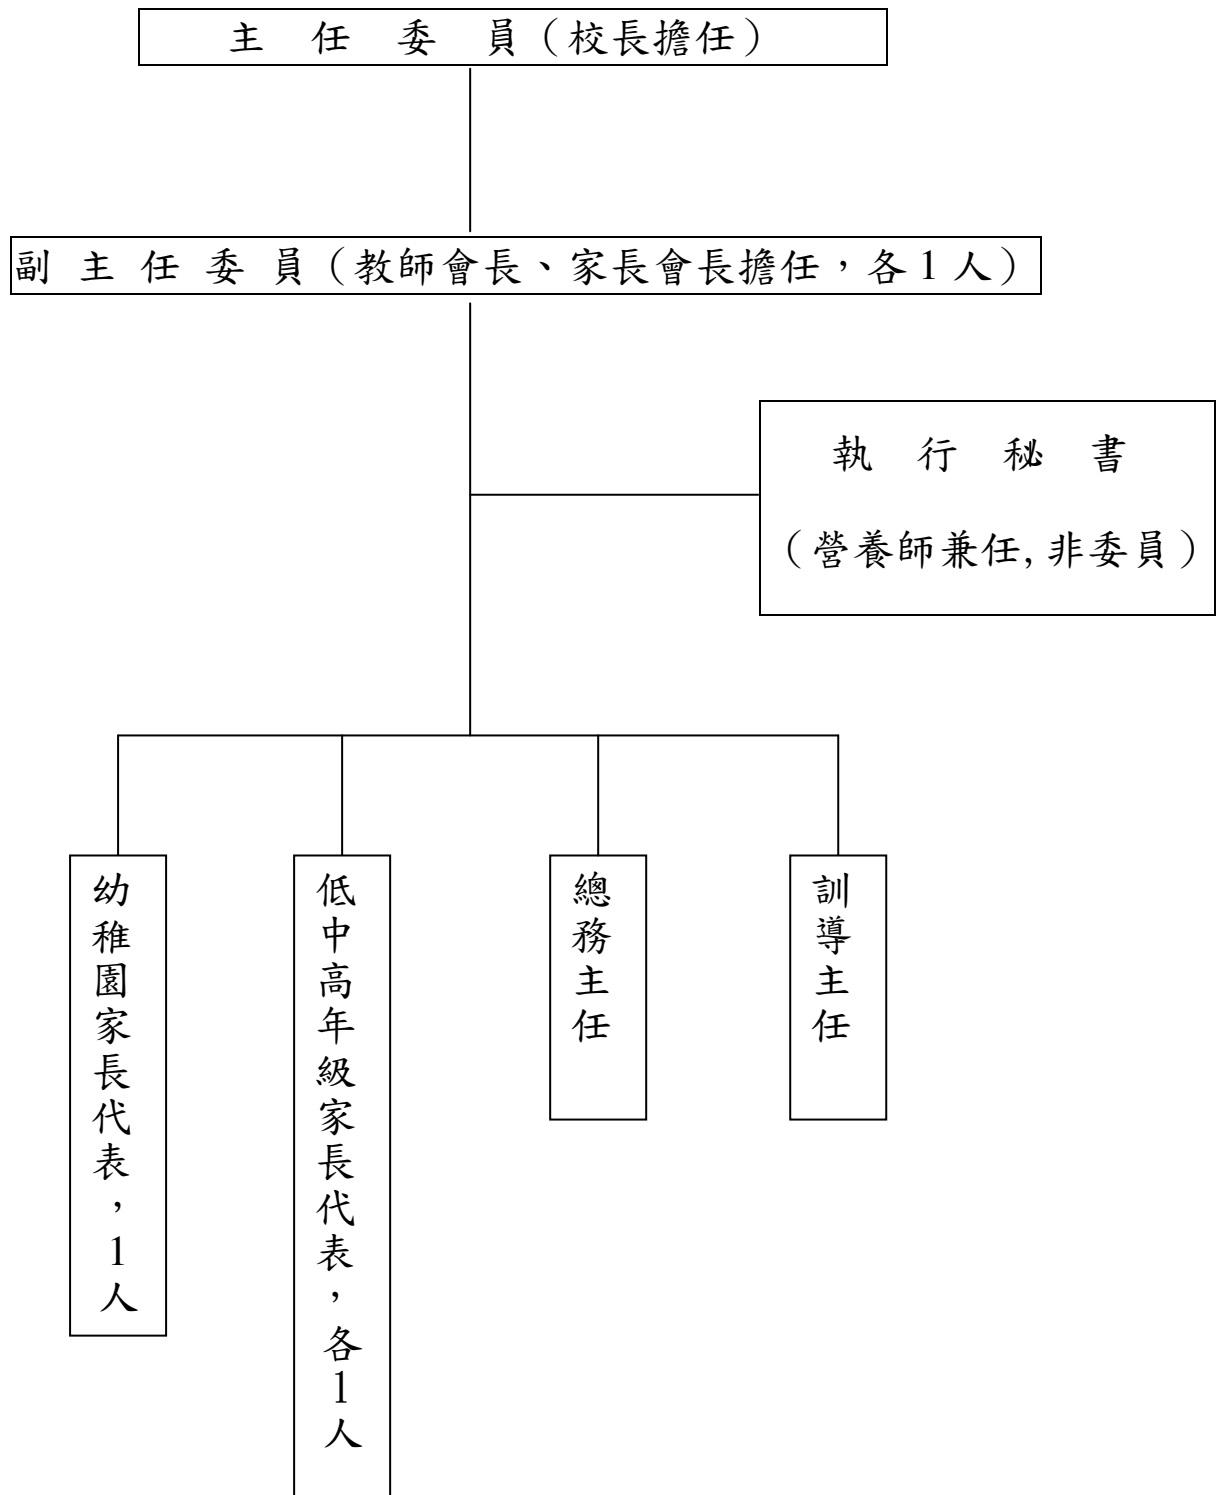 主 任 委 員（校長擔任）
副 主 任 委 員（教師會長、家長會長擔任，各1人）
執 行 秘 書
（營養師兼任,非委員）
幼稚園家長代表，1人
低中高年級家長代表，各1人
總務主任
訓導主任